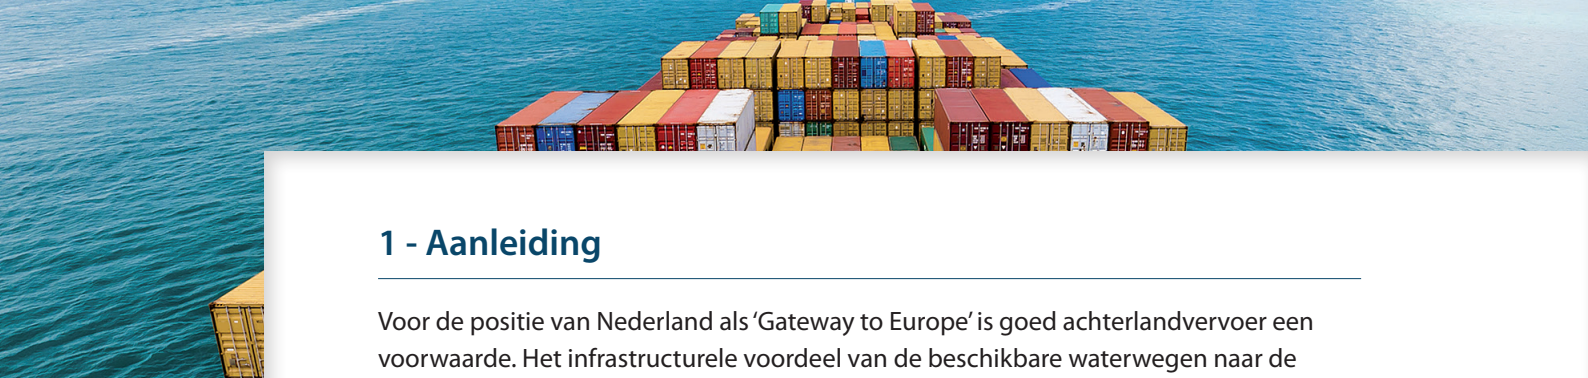 1 - Aanleiding
Voor de positie van Nederland als ‘Gateway to Europe’ is goed achterlandvervoer een
voorwaarde. Het infrastructurele voordeel van de beschikbare waterwegen naar de